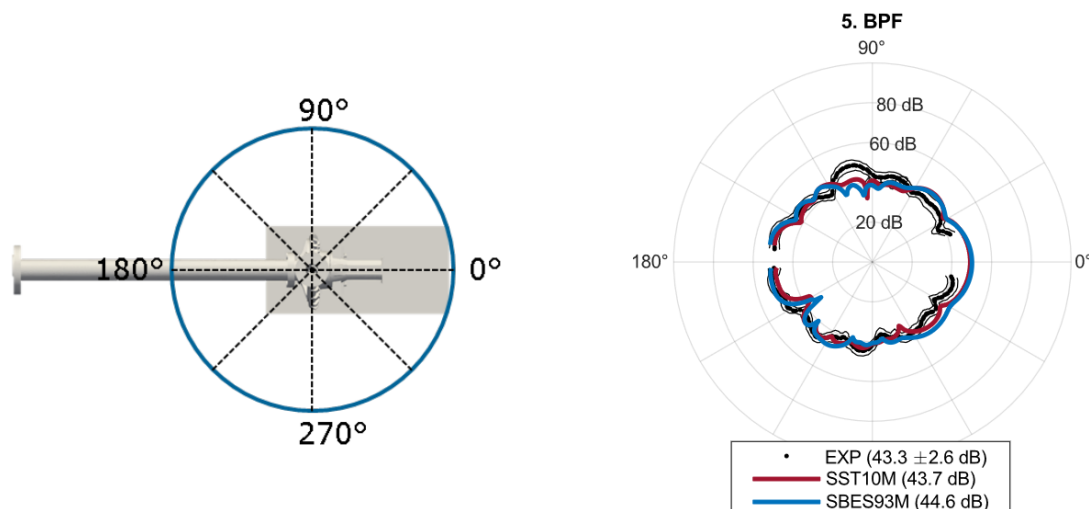 90°
180°
0°
270°
5. BPF
90°
80 dB
60 dB
20 dB
180°
0°
EXP (43.3 ±2.6 dB)
SST10M (43.7 dB)
SBES93M (44.6 dB)